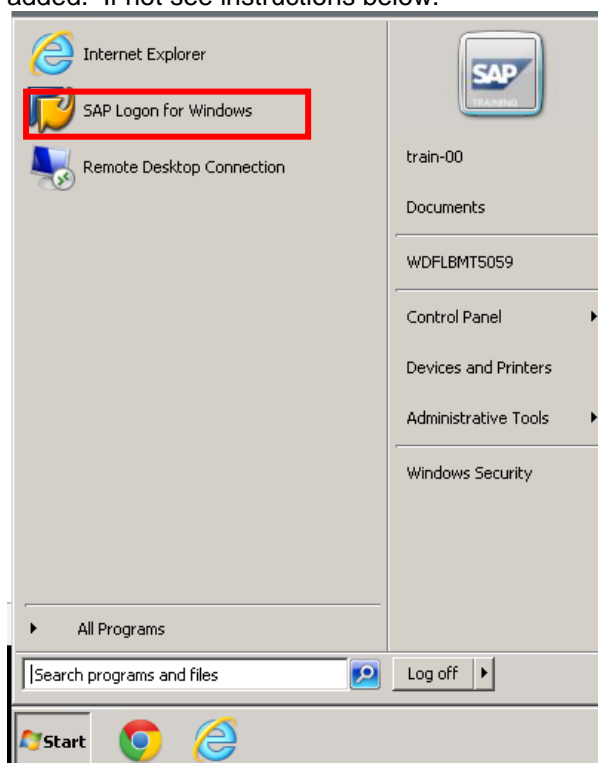 added. If not see instructions below.
Internet Explorer
SAP Logon for Windows
Remote Desktop Connection
SAP
TRAINING
train-00
Documents
WDFLBMT5059
Control Panel
Devices and Printers
Administrative Tools
Windows Security
All Programs
Search programs and files
Log off
Start